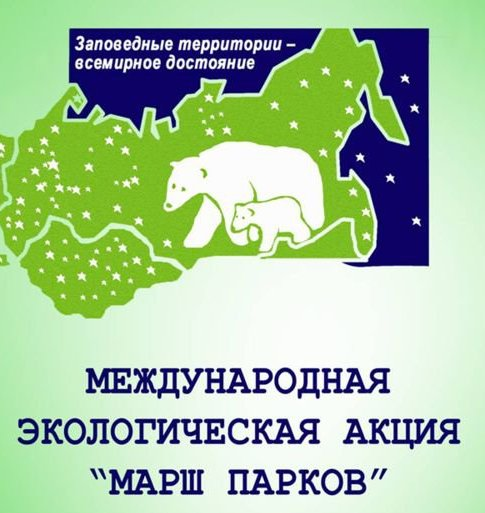 Заповедные территории –
всемирное достояние
МЕЖДУНАРОДНАЯ
ЭКОЛОГИЧЕСКАЯ АКЦИЯ
“МАРШ ПАРКОВ”